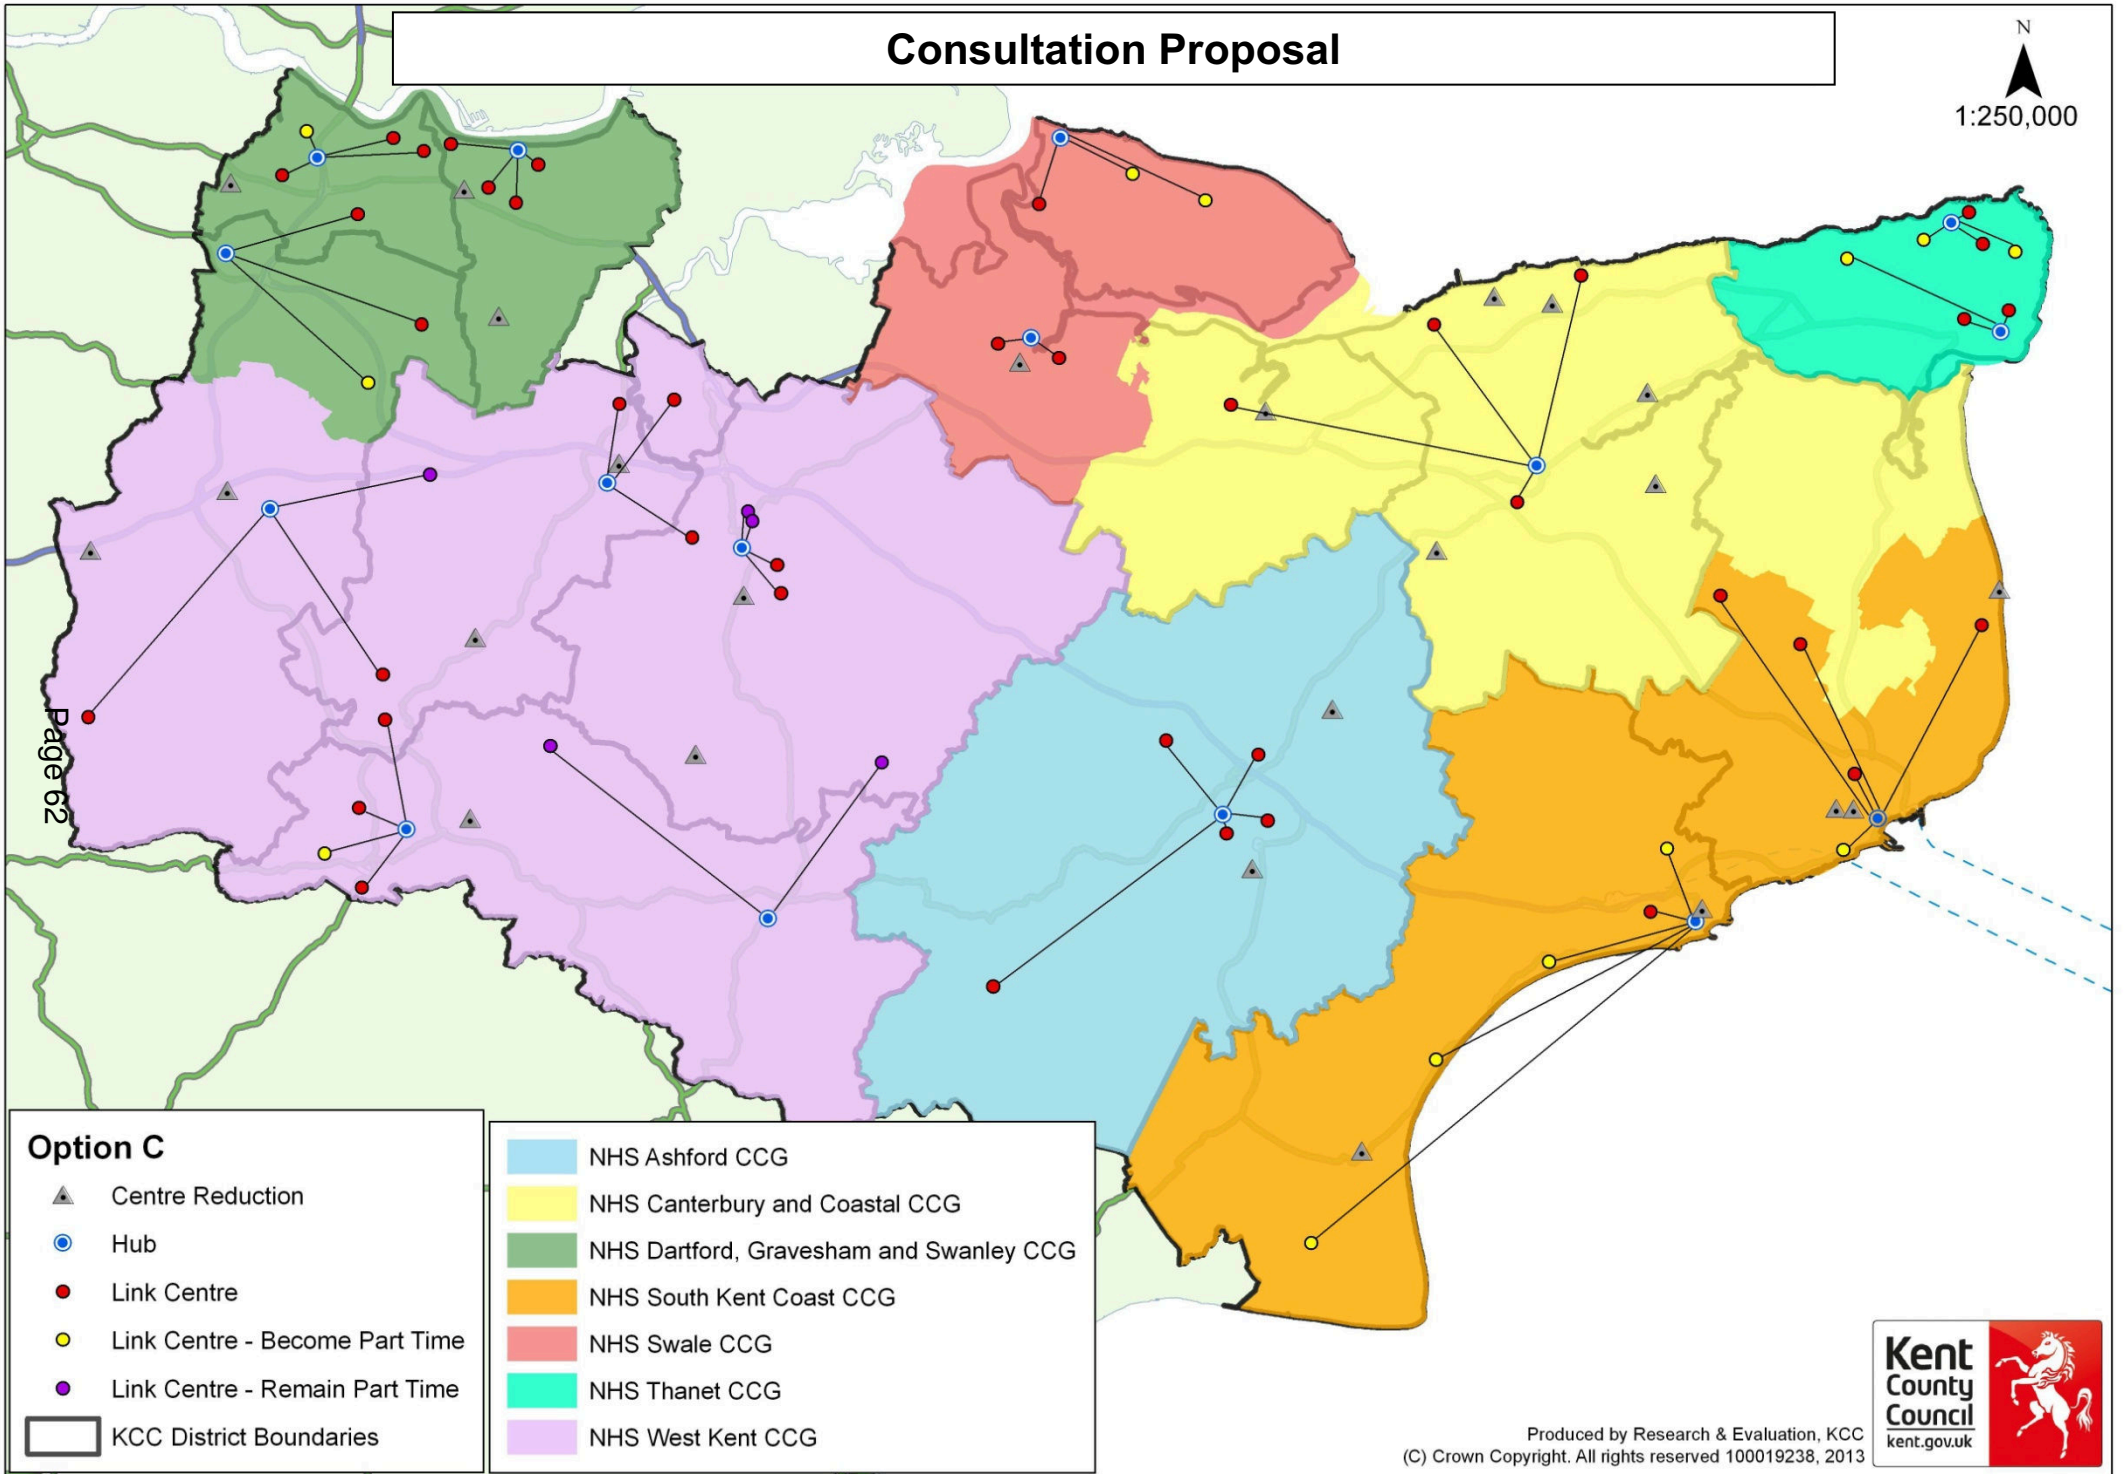 Consultation Proposal
N
1:250,000
Page 62
Option C
Centre Reduction
Hub
Link Centre
Link Centre - Become Part Time
Link Centre - Remain Part Time
KCC District Boundaries
NHS Ashford CCG
NHS Canterbury and Coastal CCG
NHS Dartford, Gravesham and Swanley CCG
NHS South Kent Coast CCG
NHS Swale CCG
NHS Thanet CCG
NHS West Kent CCG
Produced by Research & Evaluation, KCC
(C) Crown Copyright. All rights reserved 100019238, 2013
Kent
County
Council
kent.gov.uk